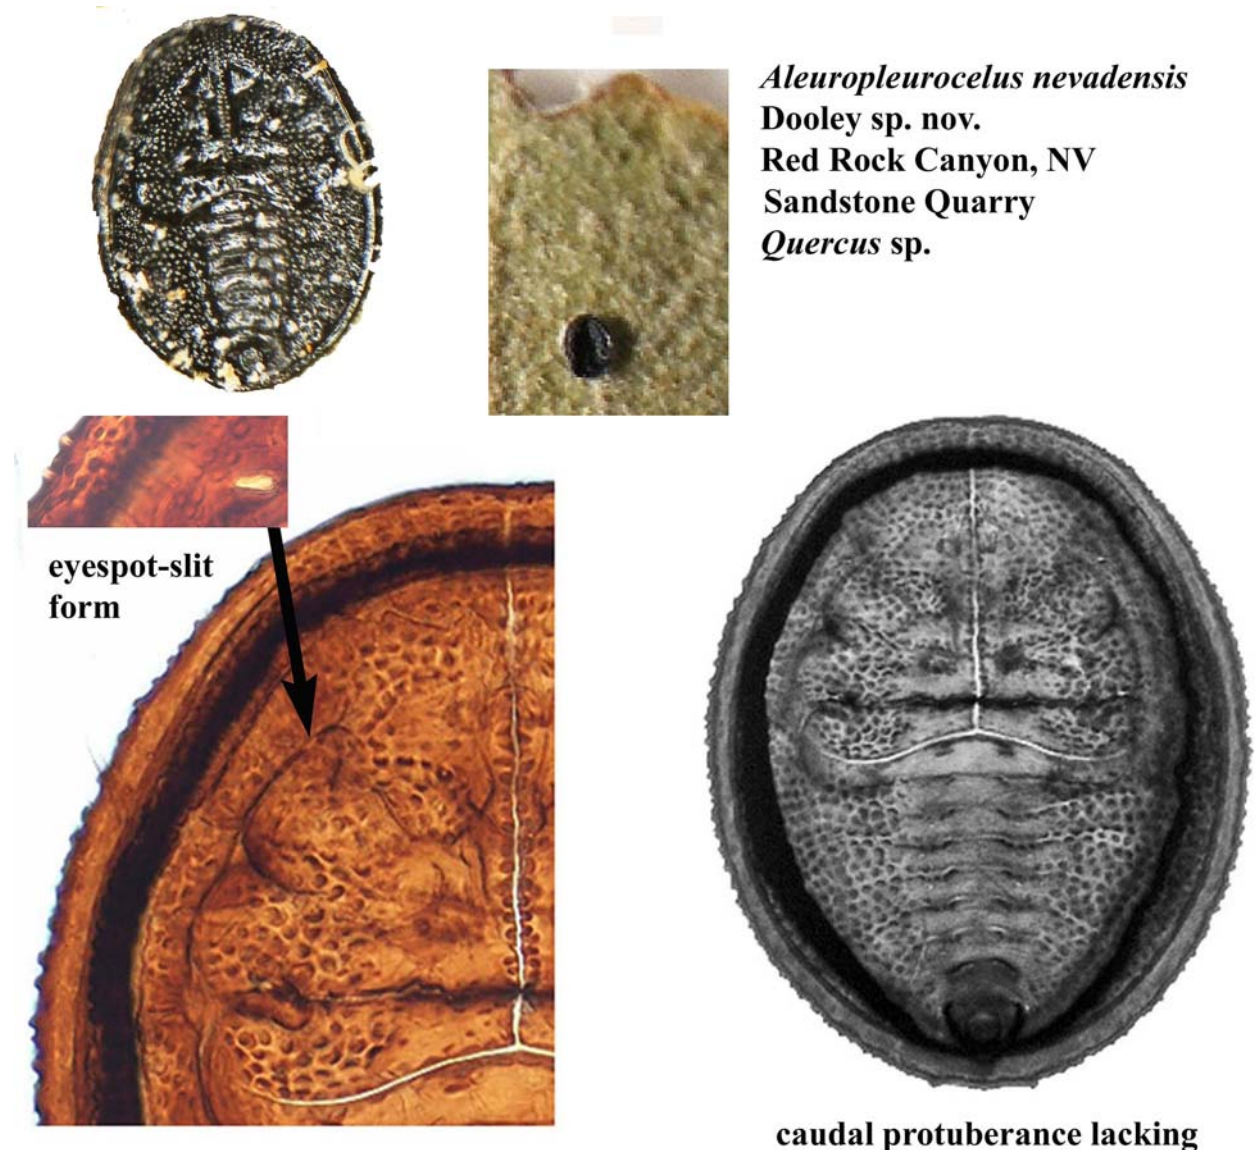 Aleuropleurocelus nevadensis
Dooley sp. nov.
Red Rock Canyon, NV
Sandstone Quarry
Quercus sp.
eyespot-slit
form
caudal protuberance lacking